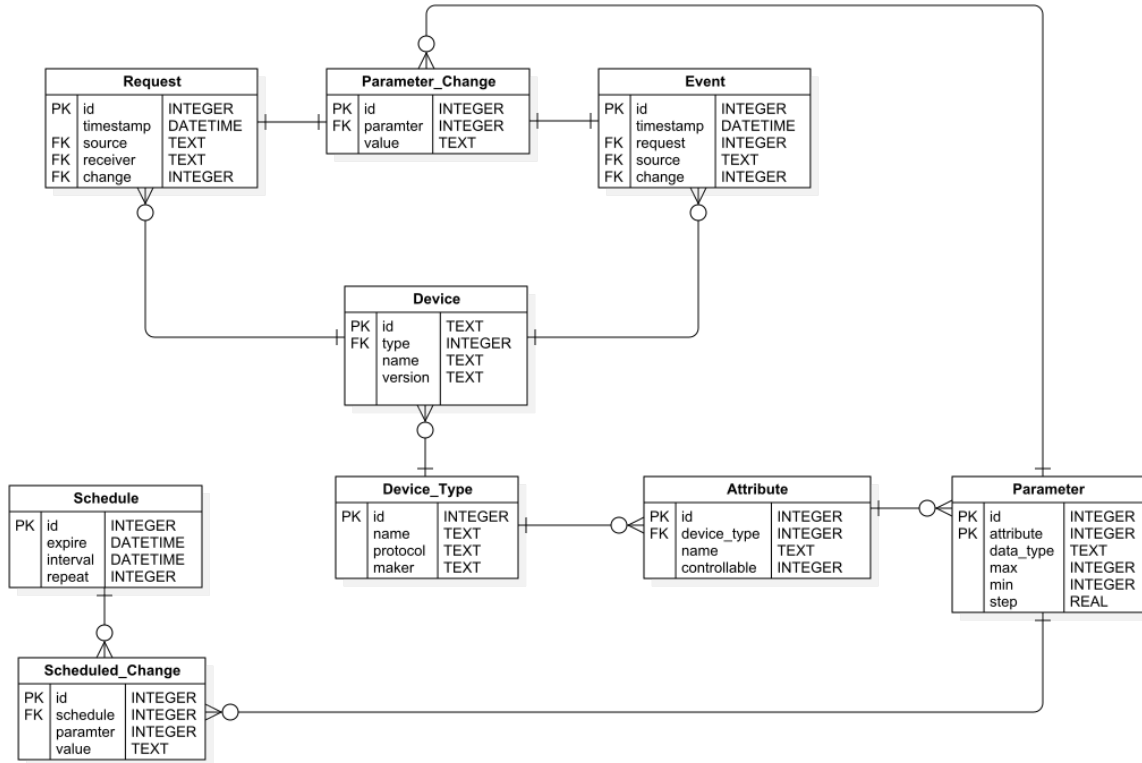 Request
PK id INTEGER
timestamp DATETIME
FK source TEXT
FK receiver TEXT
FK change INTEGER
Parameter_Change
PK id INTEGER
FK paramter INTEGER
value TEXT
Event
PK id INTEGER
timestamp DATETIME
FK request INTEGER
FK source TEXT
FK change INTEGER
Device
PK id TEXT
FK type INTEGER
name TEXT
version TEXT
Schedule
PK id INTEGER
expire DATETIME
interval DATETIME
repeat INTEGER
Device_Type
PK id INTEGER
name TEXT
protocol TEXT
maker TEXT
Attribute
PK id INTEGER
FK device_type INTEGER
name TEXT
controllable INTEGER
Parameter
PK id INTEGER
PK attribute INTEGER
data_type TEXT
max INTEGER
min INTEGER
step REAL
Scheduled_Change
PK id INTEGER
FK schedule INTEGER
paramter INTEGER
value TEXT